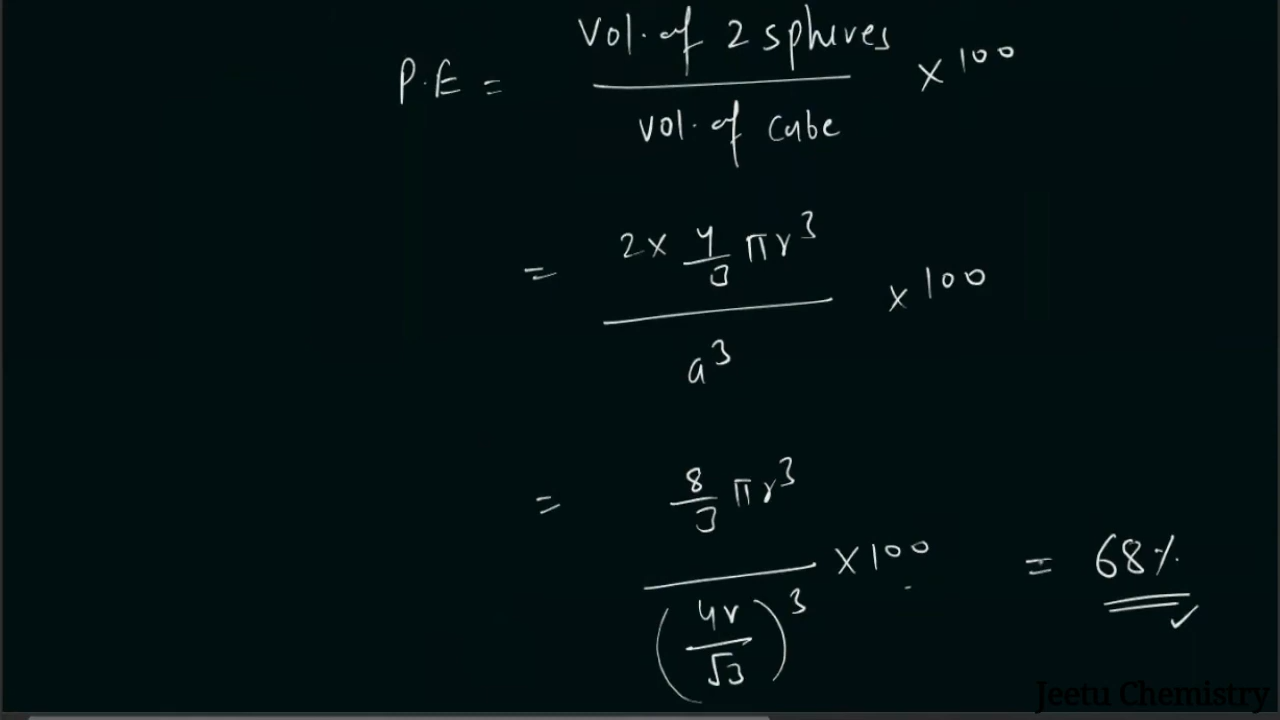 P.E = Vol. of 2 spheres / Vol. of cube × 100
= 2 × 4/3 πr³ / a³ × 100
= 8/3 πr³ / (4r/√3)³ × 100 = 68%
Jeetu Chemistry